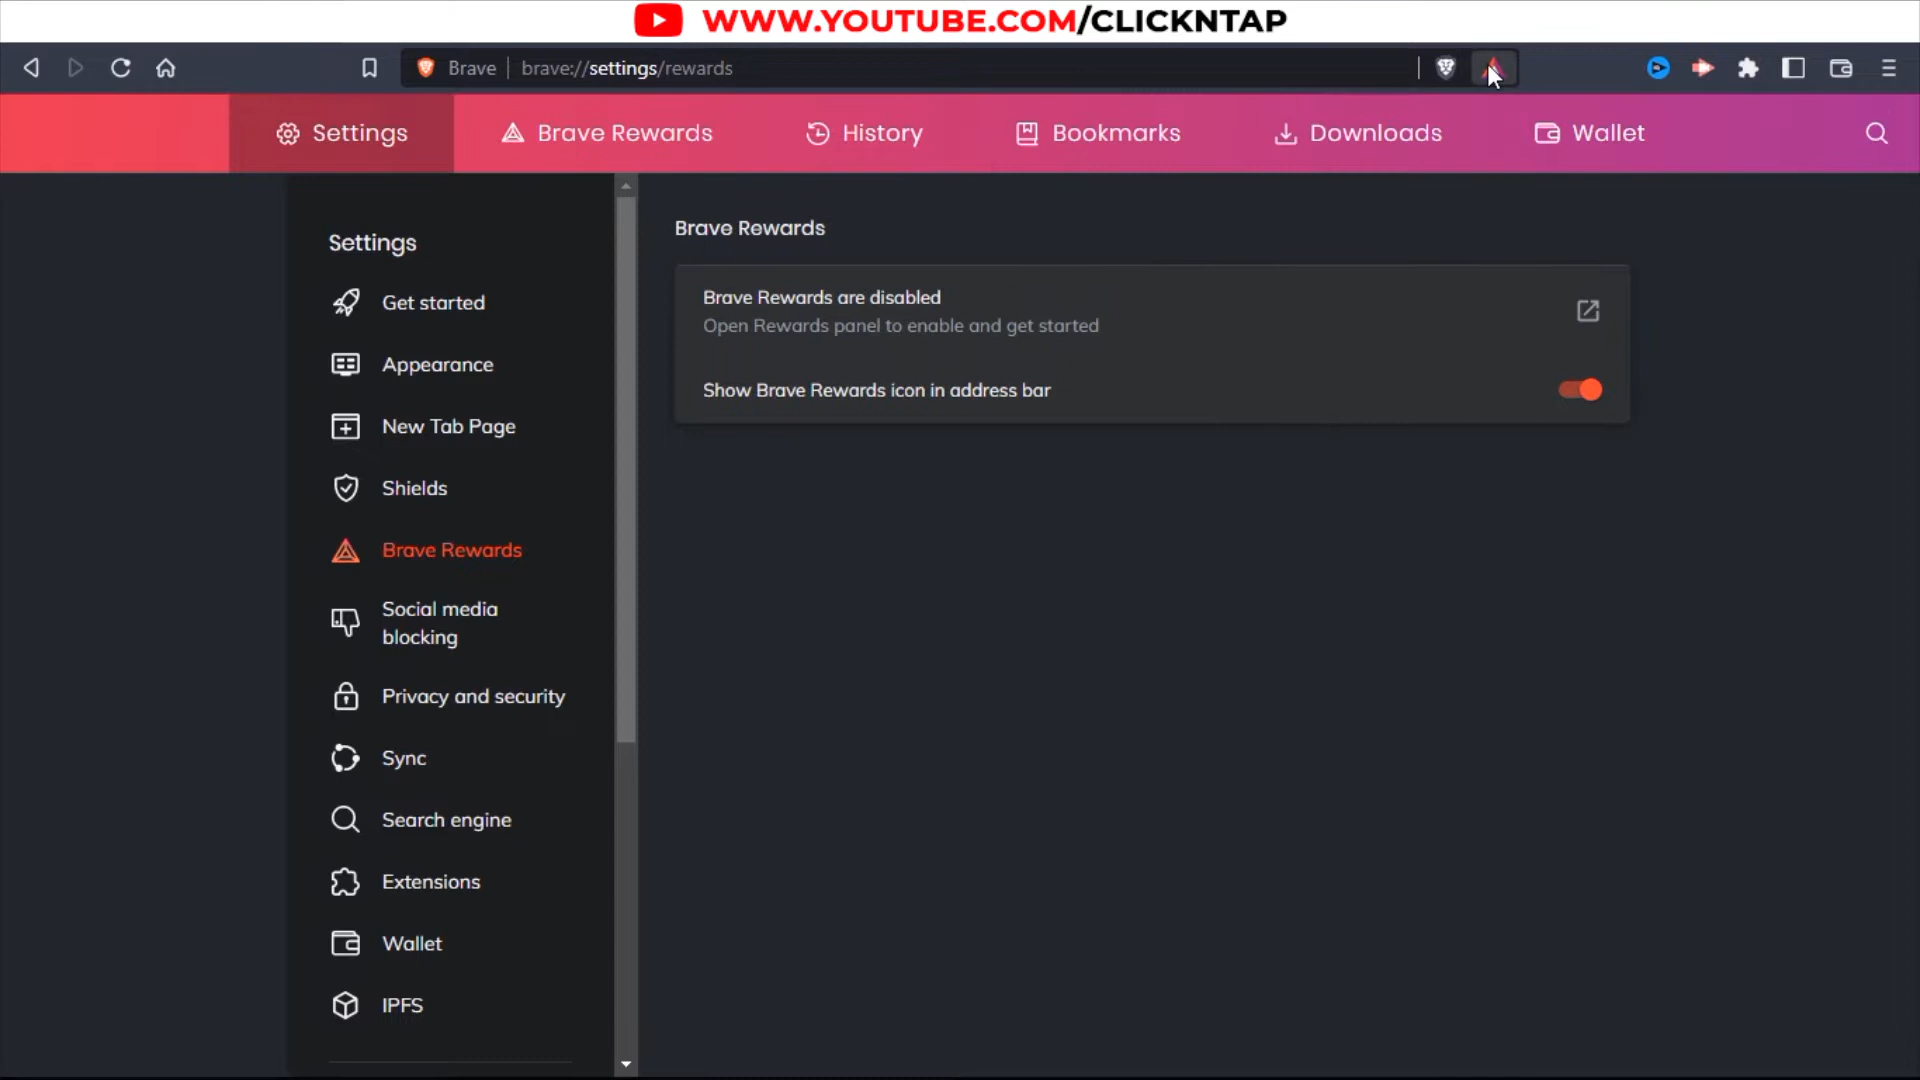 WWW.YOUTUBE.COM/CLICKNTAP
Brave brave://settings/rewards
Settings Brave Rewards History Bookmarks Downloads Wallet
Settings
Get started
Appearance
New Tab Page
Shields
Brave Rewards
Social media
blocking
Privacy and security
Sync
Search engine
Extensions
Wallet
IPFS
Brave Rewards
Brave Rewards are disabled
Open Rewards panel to enable and get started
Show Brave Rewards icon in address bar